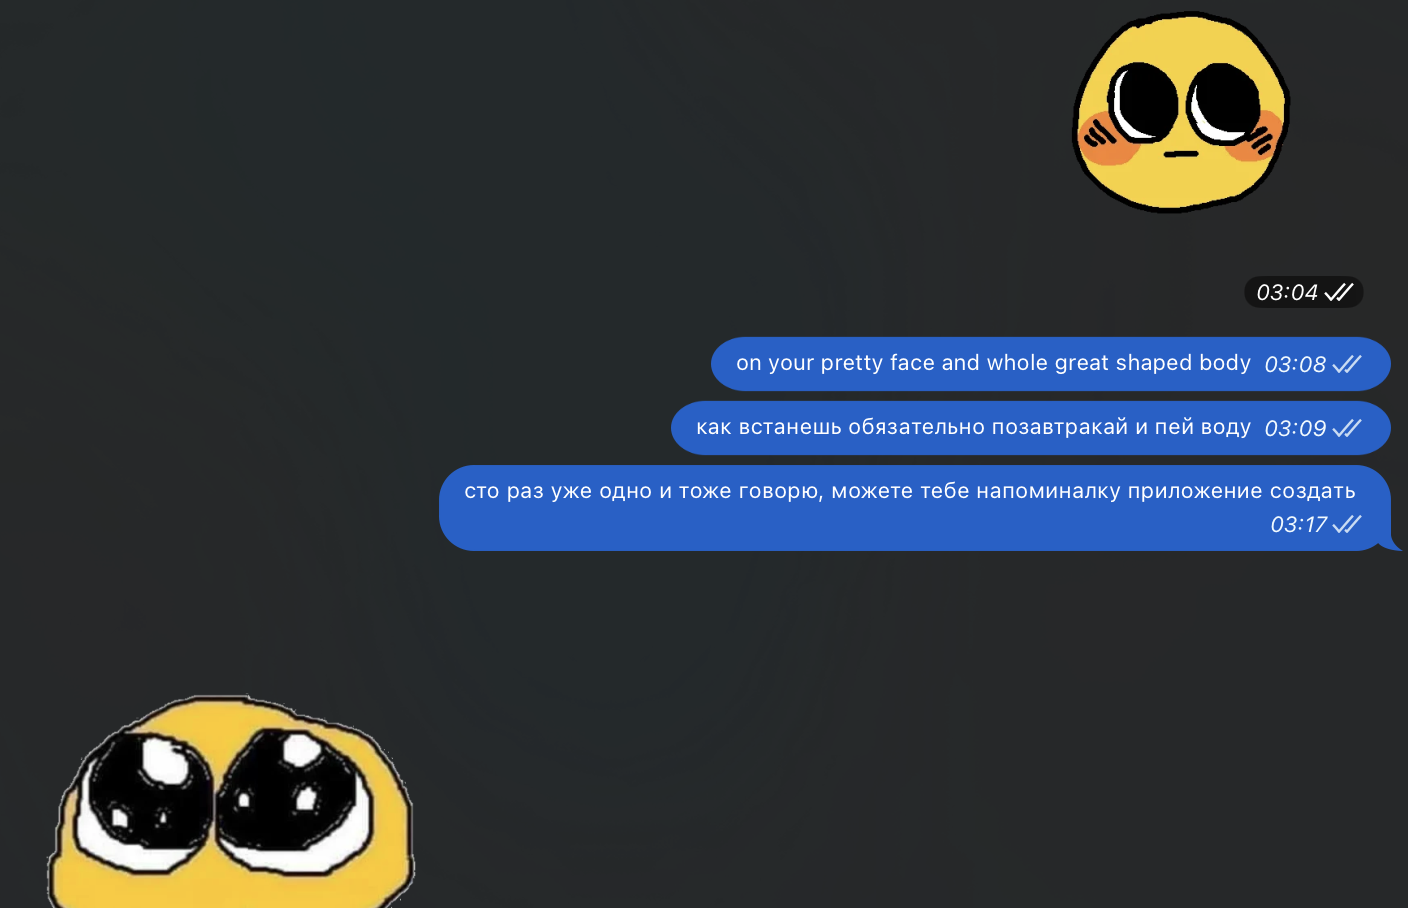 03:04
on your pretty face and whole great shaped body 03:08
как встанешь обязательно позавтракай и пей воду 03:09
сто раз уже одно и тоже говорю, можете тебе напоминалку приложение создать
03:17